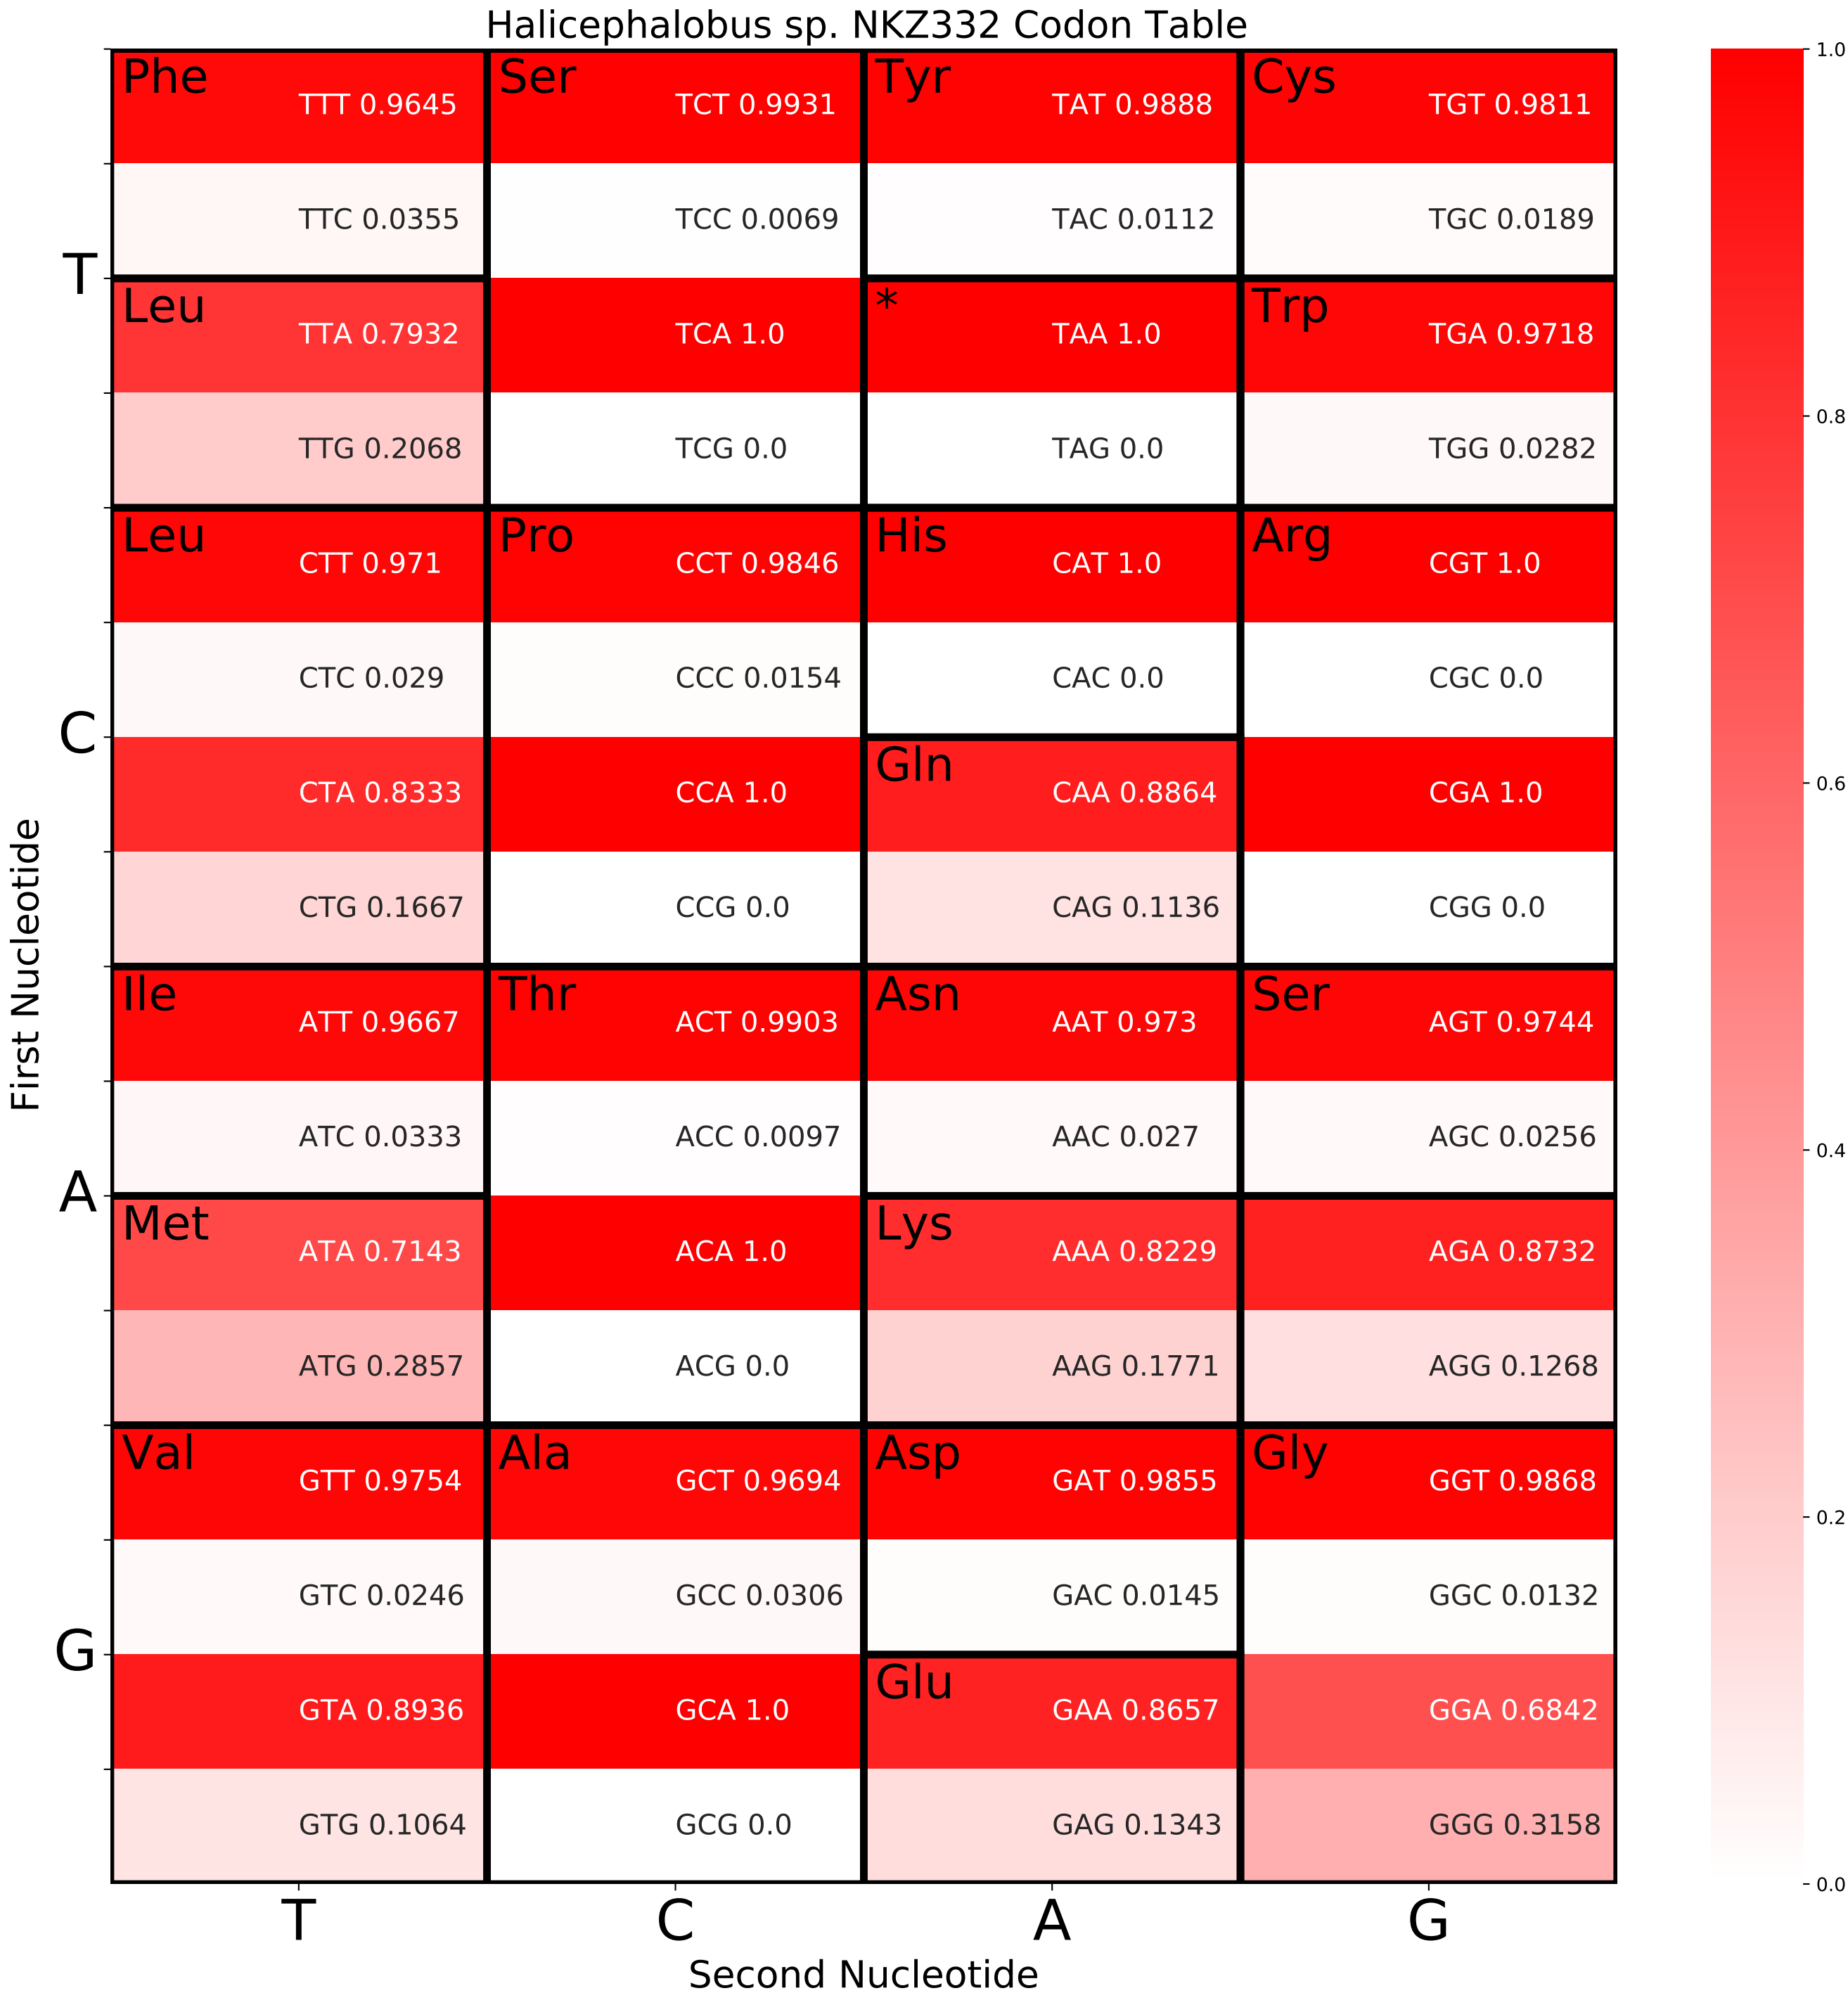 Halicephalobus sp. NKZ332 Codon Table
Phe Ser Tyr Cys
TTT 0.9645 TCT 0.9931 TAT 0.9888 TGT 0.9811
TTC 0.0355 TCC 0.0069 TAC 0.0112 TGC 0.0189
T
Leu * Trp
TTA 0.7932 TCA 1.0 TAA 1.0 TGA 0.9718
TTG 0.2068 TCG 0.0 TAG 0.0 TGG 0.0282
Leu Pro His Arg
CTT 0.971 CCT 0.9846 CAT 1.0 CGT 1.0
CTC 0.029 CCC 0.0154 CAC 0.0 CGC 0.0
C
Gln
CTA 0.8333 CCA 1.0 CAA 0.8864 CGA 1.0
CTG 0.1667 CCG 0.0 CAG 0.1136 CGG 0.0
Ile Thr Asn Ser
ATT 0.9667 ACT 0.9903 AAT 0.973 AGT 0.9744
ATC 0.0333 ACC 0.0097 AAC 0.027 AGC 0.0256
A
Met Lys
ATA 0.7143 ACA 1.0 AAA 0.8229 AGA 0.8732
ATG 0.2857 ACG 0.0 AAG 0.1771 AGG 0.1268
Val Ala Asp Gly
GTT 0.9754 GCT 0.9694 GAT 0.9855 GGT 0.9868
GTC 0.0246 GCC 0.0306 GAC 0.0145 GGC 0.0132
G
Glu
GTA 0.8936 GCA 1.0 GAA 0.8657 GGA 0.6842
GTG 0.1064 GCG 0.0 GAG 0.1343 GGG 0.3158
T C A G
Second Nucleotide
First Nucleotide
1.0
0.8
0.6
0.4
0.2
0.0